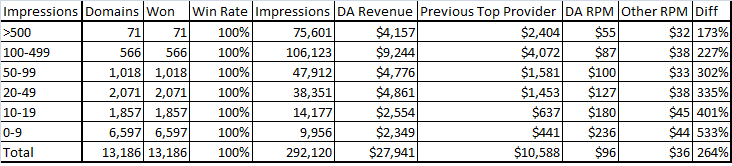 Impressions Domains Won Win Rate Impressions DA Revenue Previous Top Provider DA RPM Other RPM Diff
>500 71 71 100% 75,601 $4,157 $2,404 $55 $32 173%
100-499 566 566 100% 106,123 $9,244 $4,072 $87 $38 227%
50-99 1,018 1,018 100% 47,912 $4,776 $1,581 $100 $33 302%
20-49 2,071 2,071 100% 38,351 $4,861 $1,453 $127 $38 335%
10-19 1,857 1,857 100% 14,177 $2,554 $637 $180 $45 401%
0-9 6,597 6,597 100% 9,956 $2,349 $441 $236 $44 533%
Total 13,186 13,186 100% 292,120 $27,941 $10,588 $96 $36 264%